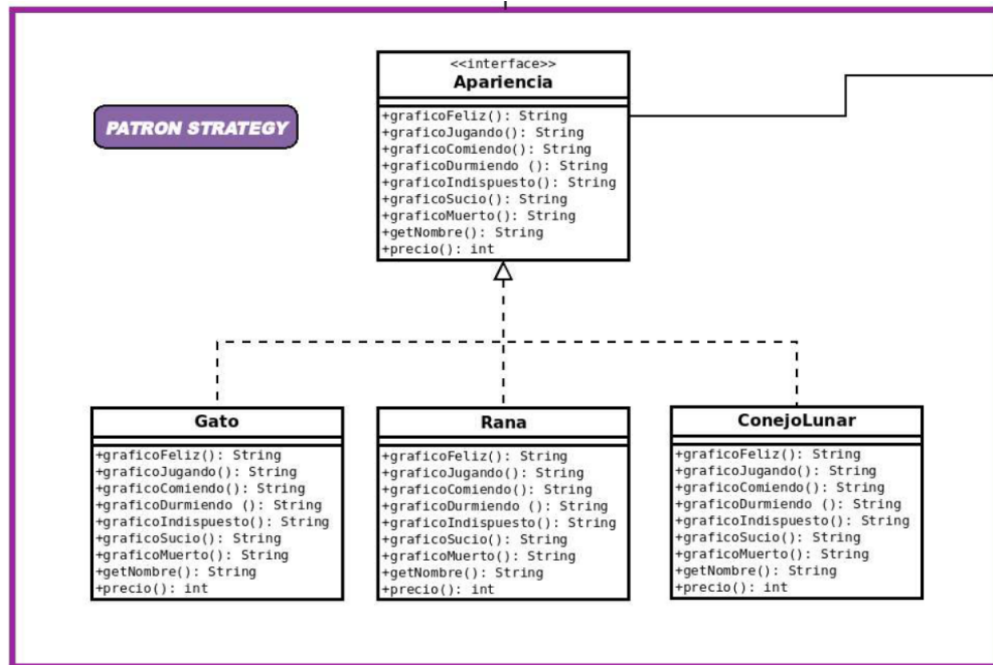 <<interface>>
Apariencia
PATRON STRATEGY
+graficoFeliz(): String
+graficoJugando(): String
+graficoComiendo(): String
+graficoDurmiendo (): String
+graficoIndispuesto(): String
+graficoSucio(): String
+graficoMuerto(): String
+getNombre(): String
+precio(): int
Gato
+graficoFeliz(): String
+graficoJugando(): String
+graficoComiendo(): String
+graficoDurmiendo (): String
+graficoIndispuesto(): String
+graficoSucio(): String
+graficoMuerto(): String
+getNombre(): String
+precio(): int
Rana
+graficoFeliz(): String
+graficoJugando(): String
+graficoComiendo(): String
+graficoDurmiendo (): String
+graficoIndispuesto(): String
+graficoSucio(): String
+graficoMuerto(): String
+getNombre(): String
+precio(): int
ConejoLunar
+graficoFeliz(): String
+graficoJugando(): String
+graficoComiendo(): String
+graficoDurmiendo (): String
+graficoIndispuesto(): String
+graficoSucio(): String
+graficoMuerto(): String
+getNombre(): String
+precio(): int